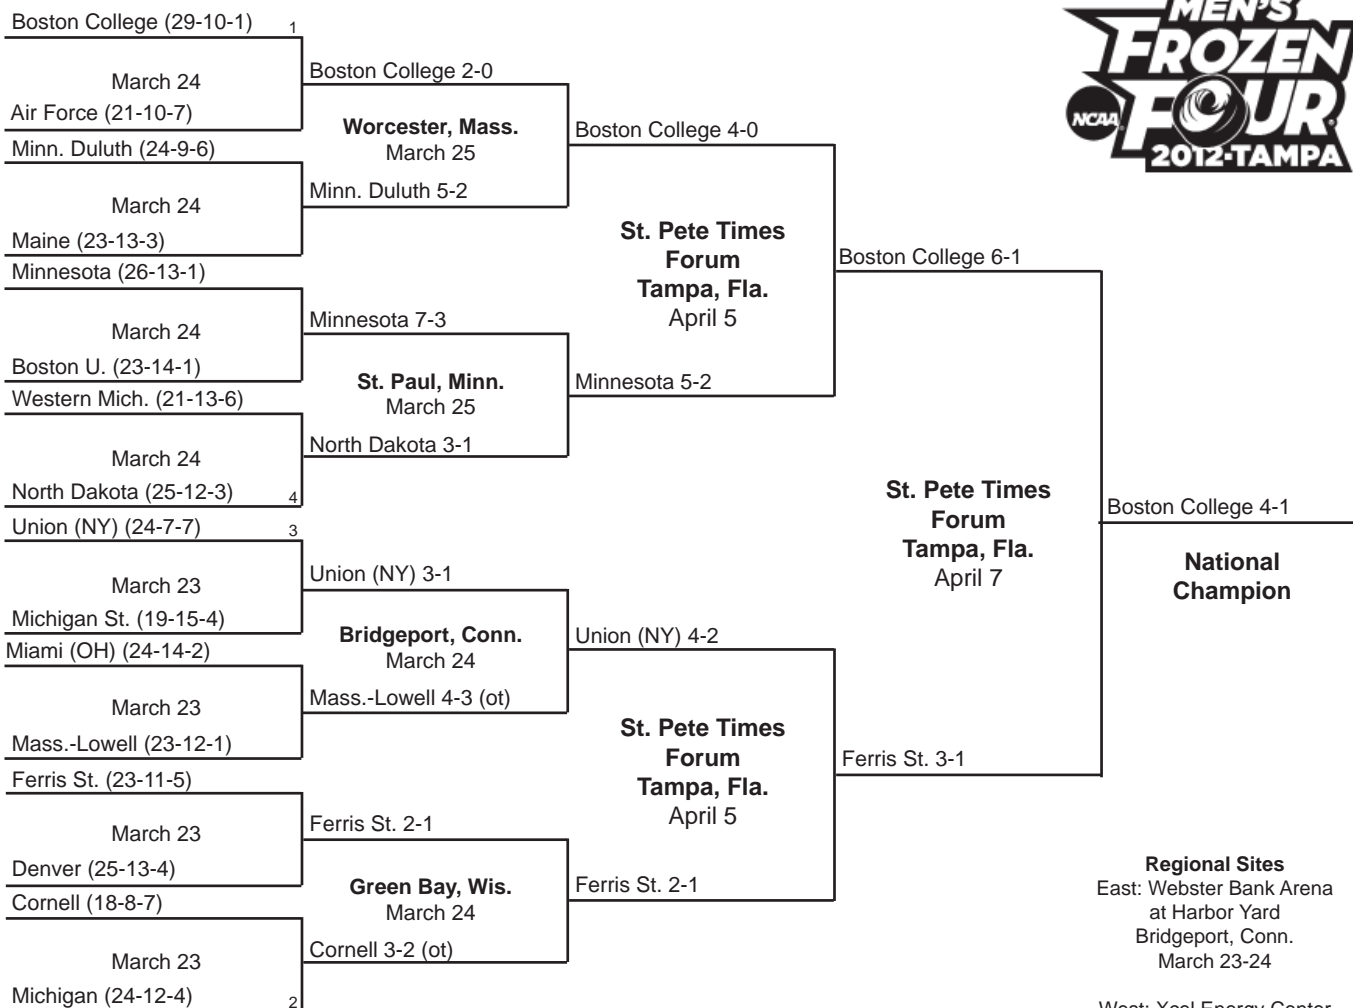 MEN'S
FROZEN
FOUR
NCAA
2012-TAMPA
Boston College (29-10-1) 1
March 24
Air Force (21-10-7)
Minn. Duluth (24-9-6)
March 24
Maine (23-13-3)
Minnesota (26-13-1)
March 24
Boston U. (23-14-1)
Western Mich. (21-13-6)
March 24
North Dakota (25-12-3) 4
Union (NY) (24-7-7) 3
March 23
Michigan St. (19-15-4)
Miami (OH) (24-14-2)
March 23
Mass.-Lowell (23-12-1)
Ferris St. (23-11-5)
March 23
Denver (25-13-4)
Cornell (18-8-7)
March 23
Michigan (24-12-4) 2
Boston College 2-0
Worcester, Mass.
March 25
Minn. Duluth 5-2
Minnesota 7-3
St. Paul, Minn.
March 25
North Dakota 3-1
Union (NY) 3-1
Bridgeport, Conn.
March 24
Mass.-Lowell 4-3 (ot)
Ferris St. 2-1
Green Bay, Wis.
March 24
Cornell 3-2 (ot)
Boston College 4-0
St. Pete Times
Forum
Tampa, Fla.
April 5
Minnesota 5-2
Union (NY) 4-2
St. Pete Times
Forum
Tampa, Fla.
April 5
Ferris St. 2-1
Boston College 6-1
St. Pete Times
Forum
Tampa, Fla.
April 7
Ferris St. 3-1
Boston College 4-1
National
Champion
Regional Sites
East: Webster Bank Arena
at Harbor Yard
Bridgeport, Conn.
March 23-24
West: Xcel Energy Center